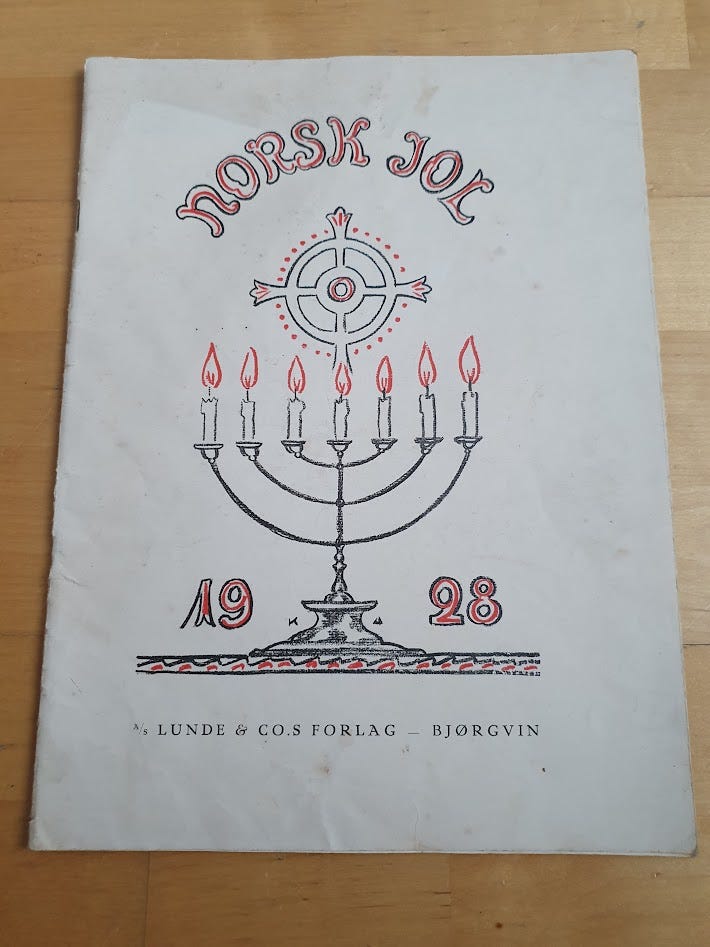 NORSK JOL
1928
K A
A/S LUNDE & CO.S FORLAG — BJØRGVIN